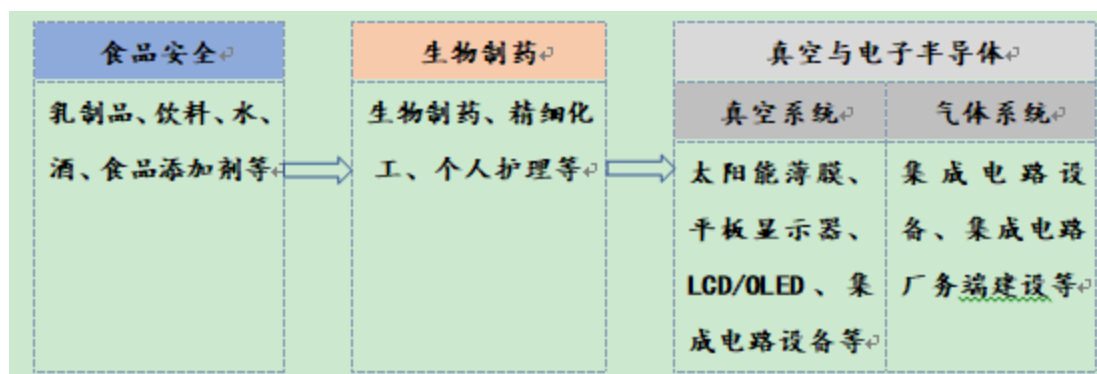 食品安全
乳制品、饮料、水、
酒、食品添加剂等
生物制药
生物制药、精细化
工、个人护理等
真空与电子半导体
真空系统
太阳能薄膜、
平板显示器、
LCD/OLED、集
成电路设备等
气体系统
集成电路设
备、集成电路
厂务端建设等